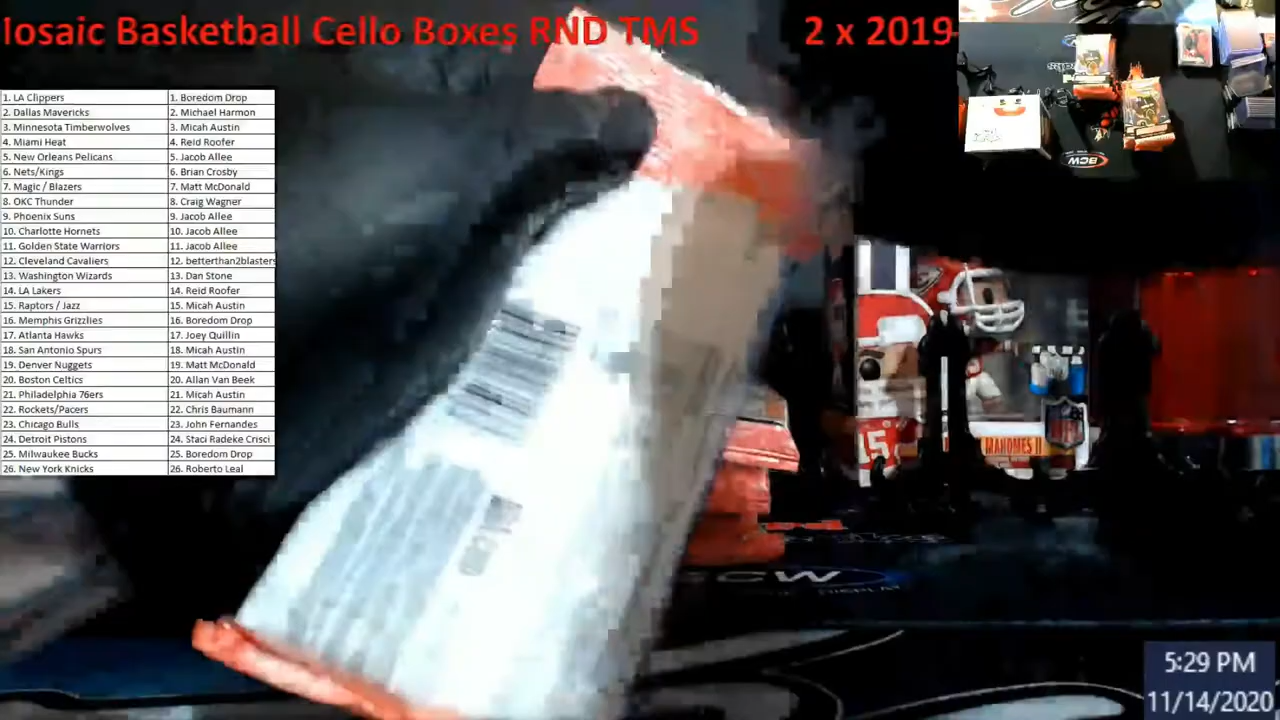 losaic Basketball Cello Boxes RND TMS 2 x 2019-
1. LA Clippers 1. Boredom Drop
2. Dallas Mavericks 2. Michael Harmon
3. Minnesota Timberwolves 3. Micah Austin
4. Miami Heat 4. Reid Roofer
5. New Orleans Pelicans 5. Jacob Allee
6. Nets/Kings 6. Brian Crosby
7. Magic / Blazers 7. Matt McDonald
8. OKC Thunder 8. Craig Wagner
9. Phoenix Suns 9. Jacob Allee
10. Charlotte Hornets 10. Jacob Allee
11. Golden State Warriors 11. Jacob Allee
12. Cleveland Cavaliers 12. betterthan2blasters
13. Washington Wizards 13. Dan Stone
14. LA Lakers 14. Reid Roofer
15. Raptors / Jazz 15. Micah Austin
16. Memphis Grizzlies 16. Boredom Drop
17. Atlanta Hawks 17. Joey Quillin
18. San Antonio Spurs 18. Micah Austin
19. Denver Nuggets 19. Matt McDonald
20. Boston Celtics 20. Allan Van Beek
21. Philadelphia 76ers 21. Micah Austin
22. Rockets/Pacers 22. Chris Baumann
23. Chicago Bulls 23. John Fernandes
24. Detroit Pistons 24. Staci Radeke Crisci
25. Milwaukee Bucks 25. Boredom Drop
26. New York Knicks 26. Roberto Leal
BCW
15
NFL
MAHOMES II
BCW
5:29 PM
11/14/2020